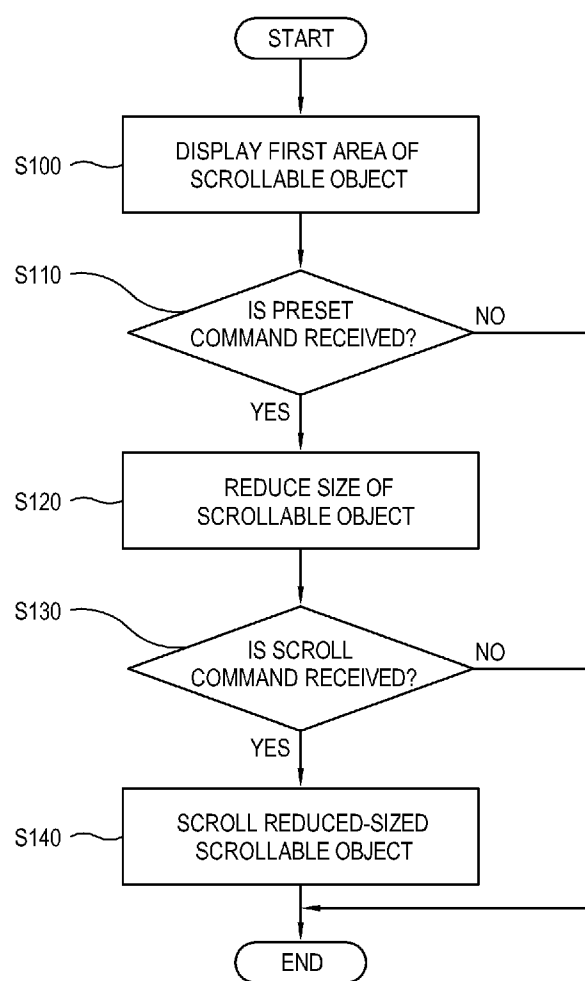 START
S100
DISPLAY FIRST AREA OF
SCROLLABLE OBJECT
S110
IS PRESET
COMMAND RECEIVED?
NO
YES
S120
REDUCE SIZE OF
SCROLLABLE OBJECT
S130
IS SCROLL
COMMAND RECEIVED?
NO
YES
S140
SCROLL REDUCED-SIZED
SCROLLABLE OBJECT
END